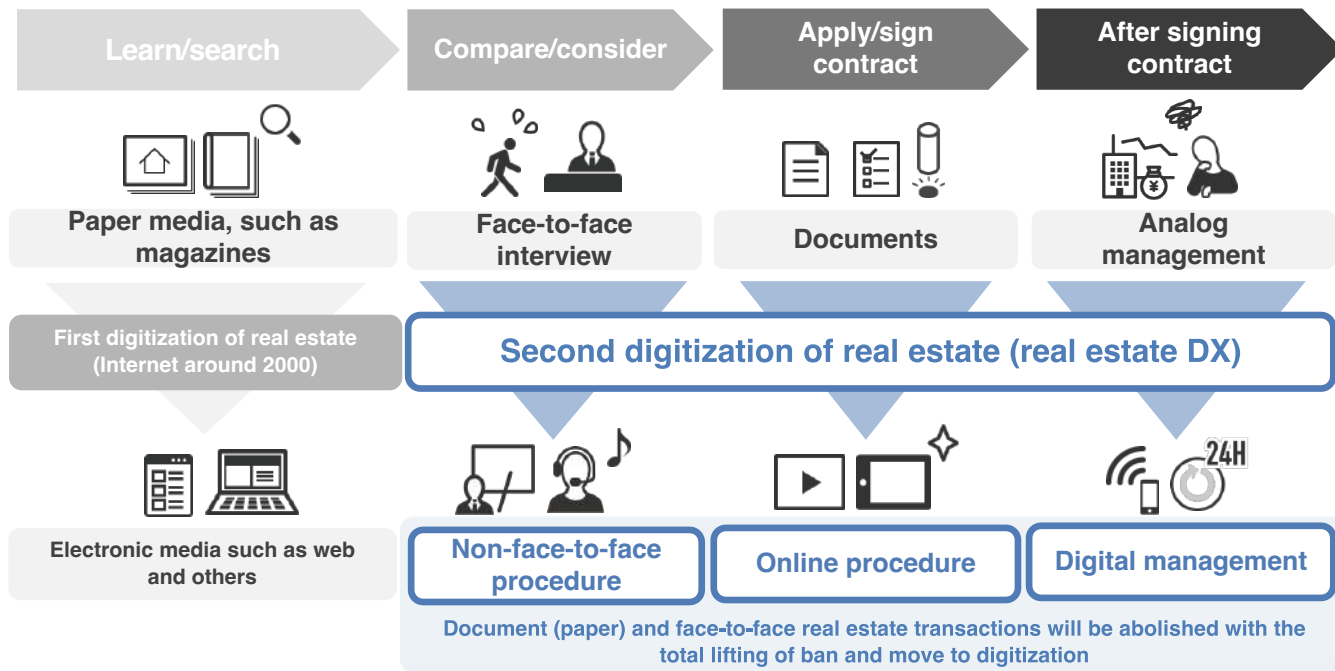 Learn/search
Compare/consider
Apply/sign
contract
After signing
contract
¥
Paper media, such as
magazines
Face-to-face
interview
Documents
Analog
management
First digitization of real estate
(Internet around 2000)
Second digitization of real estate (real estate DX)
24H
Electronic media such as web
and others
Non-face-to-face
procedure
Online procedure
Digital management
Document (paper) and face-to-face real estate transactions will be abolished with the
total lifting of ban and move to digitization